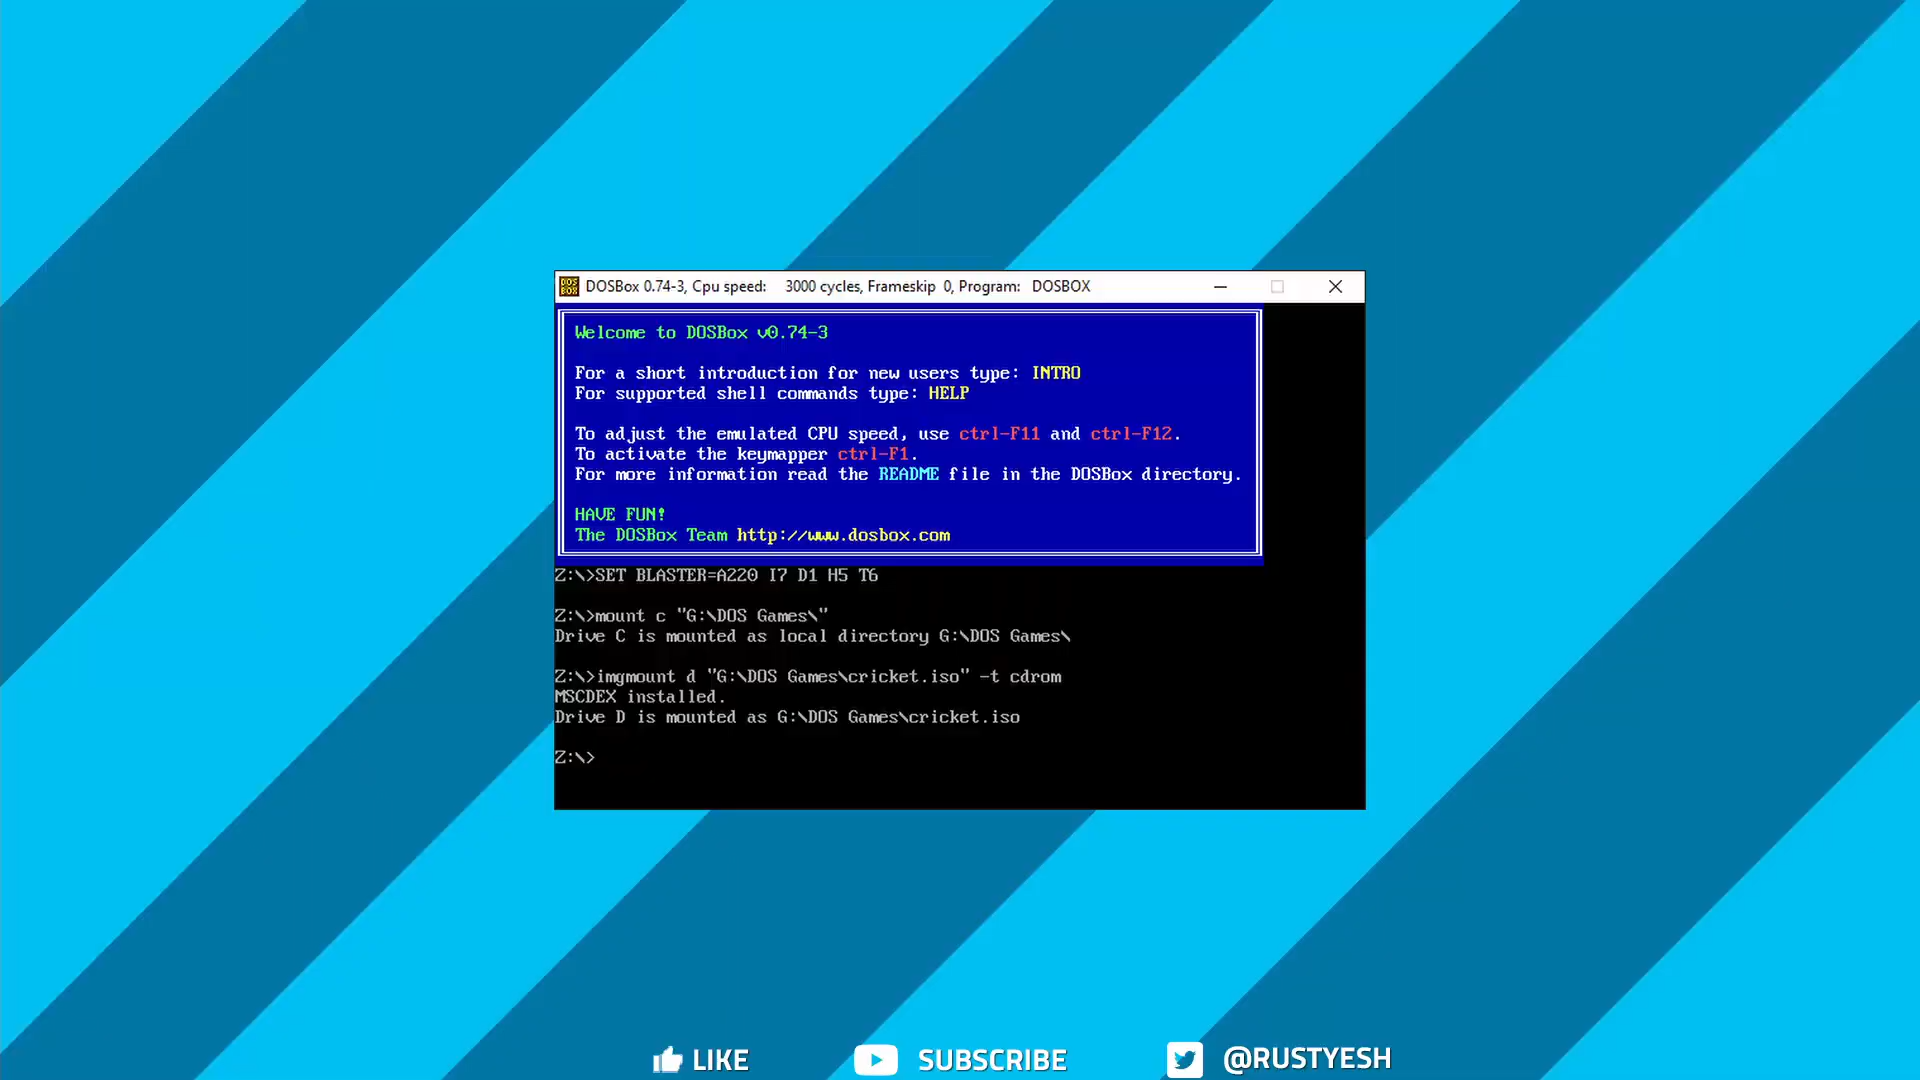 DOS BOX
DOSBox 0.74-3, Cpu speed: 3000 cycles, Frameskip 0, Program: DOSBOX
Welcome to DOSBox v0.74-3
For a short introduction for new users type: INTRO
For supported shell commands type: HELP
To adjust the emulated CPU speed, use ctrl-F11 and ctrl-F12.
To activate the keymapper ctrl-F1.
For more information read the README file in the DOSBox directory.
HAVE FUN!
The DOSBox Team http://www.dosbox.com
Z:\>SET BLASTER=A220 I7 D1 H5 T6
Z:\>mount c "G:\DOS Games\"
Drive C is mounted as local directory G:\DOS Games\
Z:\>imgmount d "G:\DOS Games\cricket.iso" -t cdrom
MSCDEX installed.
Drive D is mounted as G:\DOS Games\cricket.iso
Z:\>
LIKE SUBSCRIBE @RUSTYESH